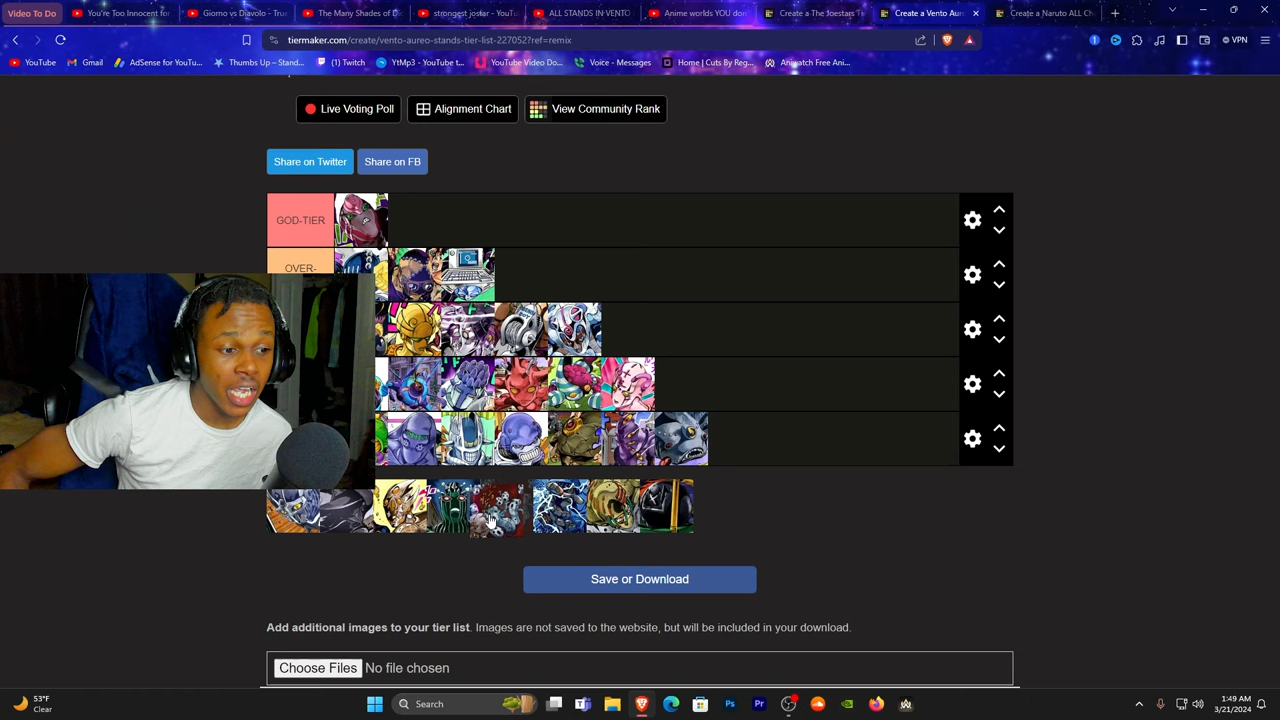 Video To Do
You're Too Innocent for
Giorno vs Diavolo - True
The Many Shades of Di
strongest jostar - YouTu
ALL STANDS IN VENTO
Anime worlds YOU don'
Create a The Joestars T
Create a Vento Aur
Create a Naruto ALL Ch
tiermaker.com/create/vento-aureo-stands-tier-list-227052?ref=remix
1
VPN
YouTube
Gmail
AdSense for YouTu...
Thumbs Up – Stand...
(1) Twitch
YtMp3 - YouTube t...
YouTube Video Do...
Voice - Messages
Home | Cuts By Reg...
Aniwatch Free Ani...
Live Voting Poll
Alignment Chart
View Community Rank
Share on Twitter
Share on FB
GOD-TIER
OVER-
Save or Download
Add additional images to your tier list. Images are not saved to the website, but will be included in your download.
Choose Files No file chosen
53°F
Clear
Search
Ps
Pr
1:49 AM
3/21/2024